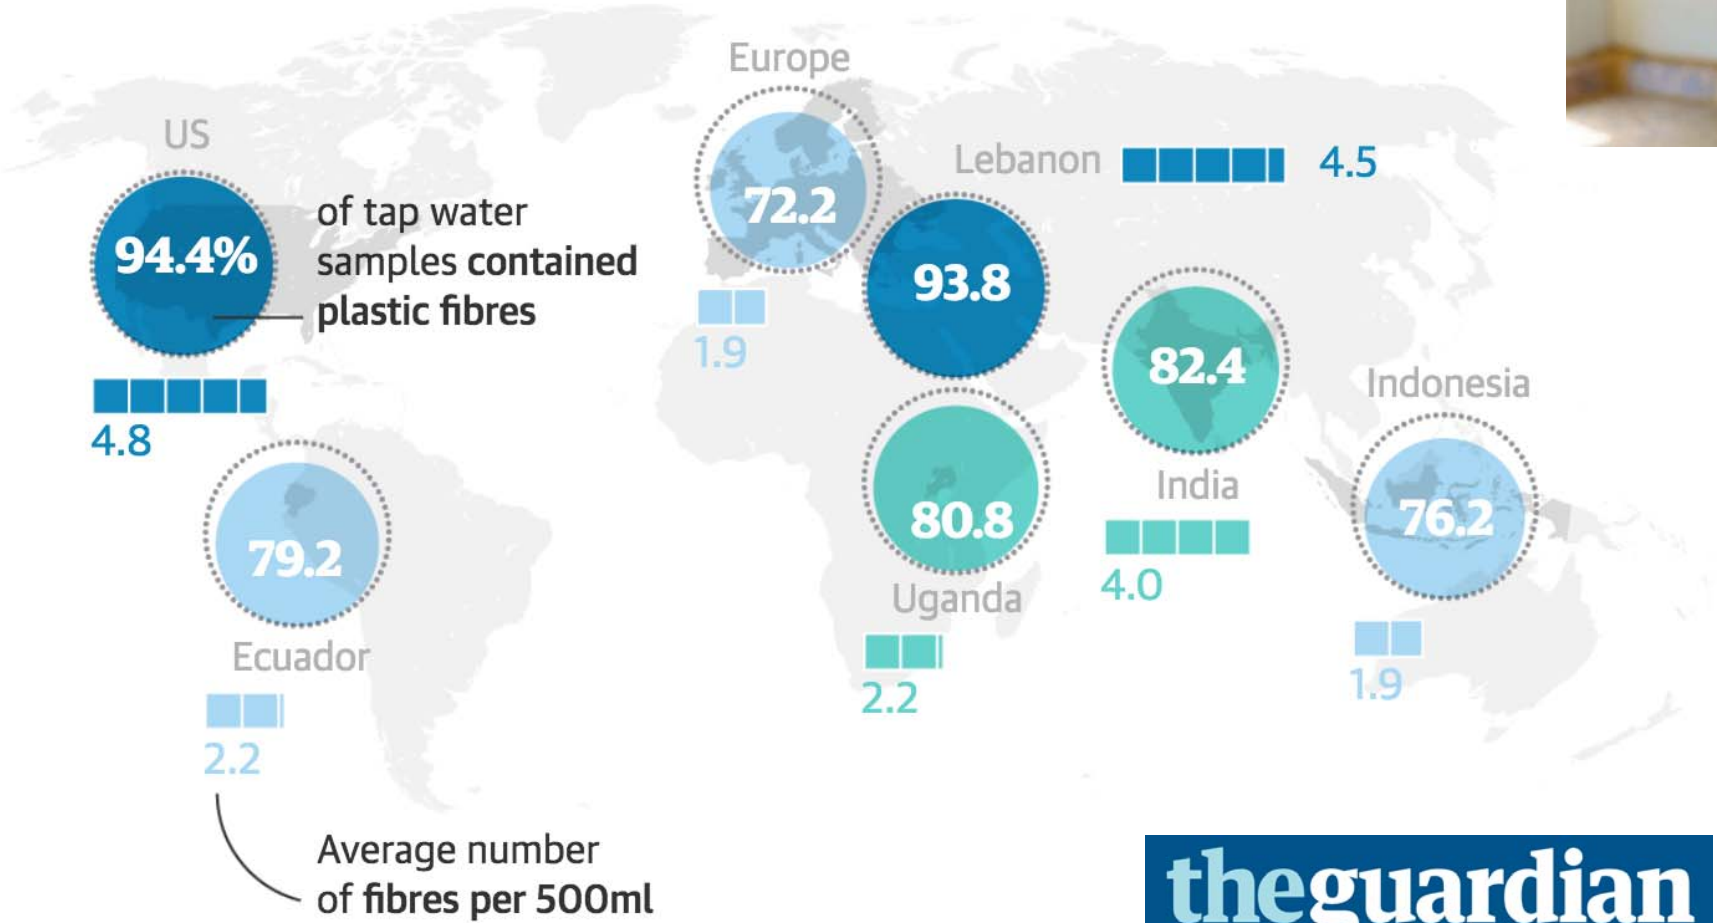 US
94.4%
of tap water
samples contained
plastic fibres
4.8
Europe
72.2
1.9
Lebanon
4.5
93.8
82.4
India
4.0
Indonesia
76.2
1.9
80.8
Uganda
2.2
79.2
Ecuador
2.2
Average number
of fibres per 500ml
theguardian